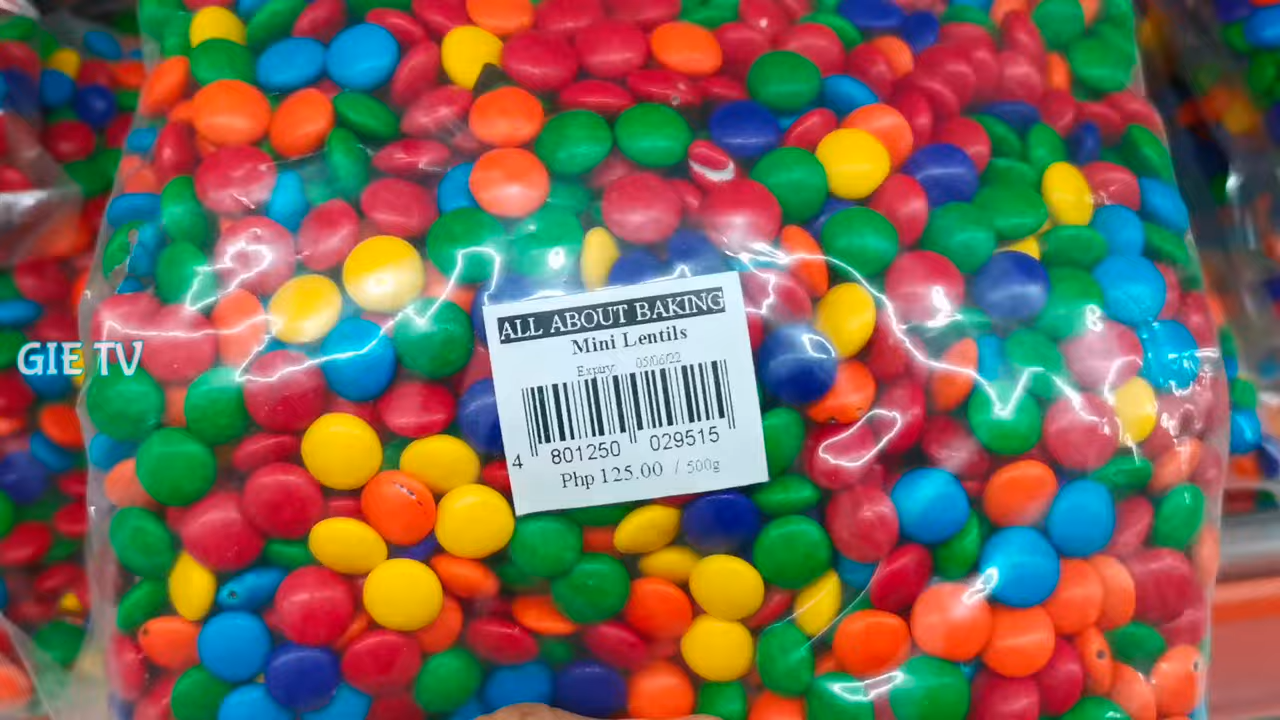 ALL ABOUT BAKING
Mini Lentils
Expiry: 05/06/22
4 801250 029515
Php 125.00 / 500g
GIE TV